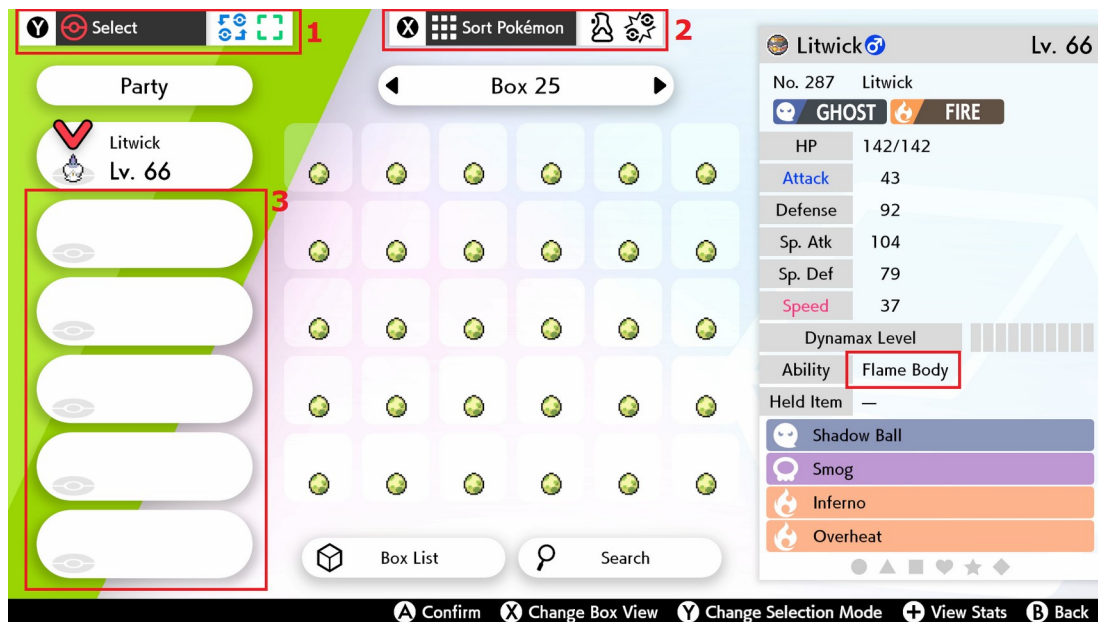 Y Select
1
X Sort Pokémon
2
Party
Litwick
Lv. 66
3
Box 25
Box List
Search
Litwick♂ Lv. 66
No. 287 Litwick
GHOST FIRE
HP 142/142
Attack 43
Defense 92
Sp. Atk 104
Sp. Def 79
Speed 37
Dynamax Level
Ability Flame Body
Held Item —
Shadow Ball
Smog
Inferno
Overheat
A Confirm X Change Box View Y Change Selection Mode + View Stats B Back